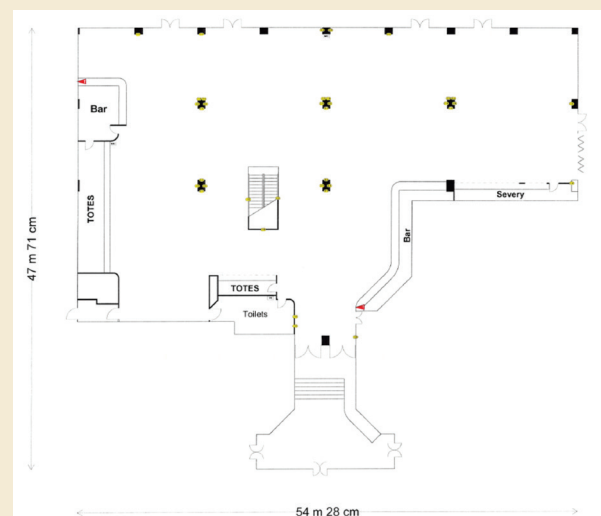 Bar
TOTES
47 m 71 cm
Severy
Bar
TOTES
Toilets
54 m 28 cm